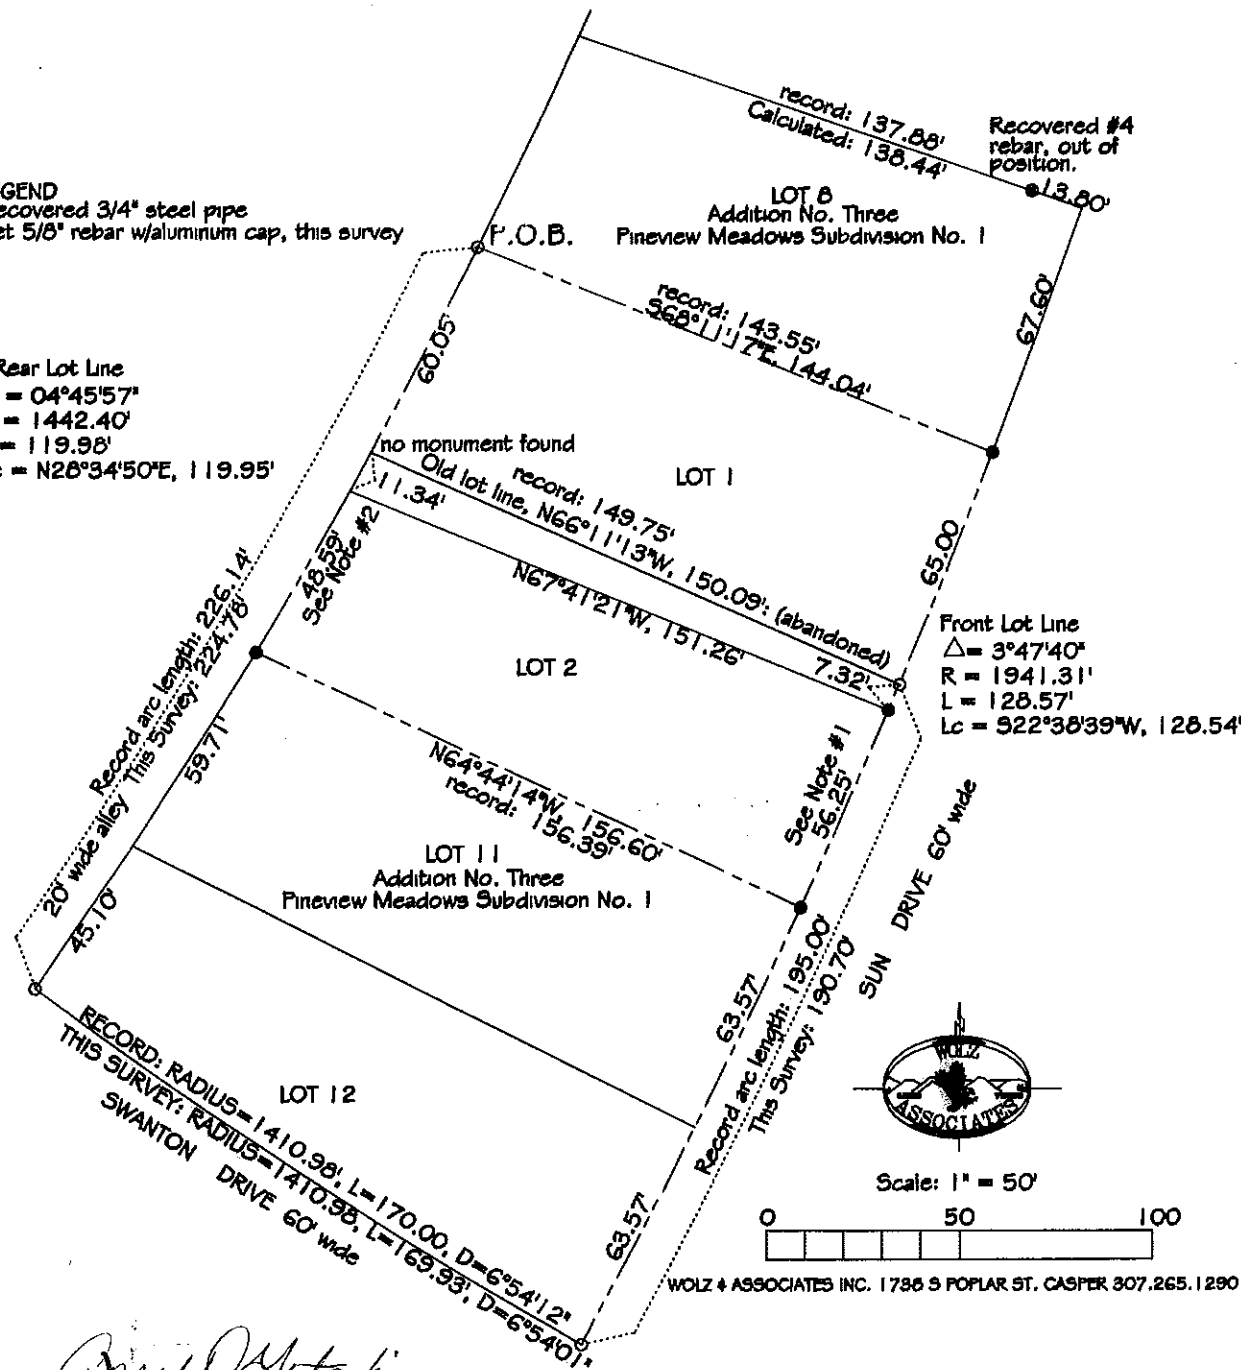 record: 137.88'
Calculated: 138.44'
Recovered #4
rebar, out of
position.
13.80'
LOT 8
Addition No. Three
Pineview Meadows Subdivision No. 1
GEND
ecovered 3/4" steel pipe
et 5/8" rebar w/aluminum cap, this survey
P.O.B.
67.60'
record: 143.55'
S68°11'17"E, 144.04'
60.05'
Rear Lot Line
= 04°45'57"
= 1442.40'
= 119.98'
c = N28°34'50"E, 119.95'
no monument found
LOT 1
record: 149.75'
Old lot line, N66°11'13"W, 150.09': (abandoned)
11.34'
48.59'
See Note #2
N67°41'21"W, 151.26'
65.00
7.32'
Front Lot Line
△= 3°47'40"
R = 1941.31'
L = 128.57'
Lc = S22°38'39"W, 128.54'
LOT 2
Record arc length: 226.14'
This Survey: 224.78'
20' wide alley
59.71'
See Note #1
56.25'
N64°44'14"W, 156.60'
record: 156.39'
LOT 11
Addition No. Three
Pineview Meadows Subdivision No. 1
SUN DRIVE 60' wide
45.10'
63.57'
Record arc length: 195.00'
This Survey: 190.70'
RECORD: RADIUS=1410.98', L=170.00, D=6°54'12"
THIS SURVEY: RADIUS=1410.98, L=169.93', D=6°54'01"
SWANTON DRIVE 60' wide
LOT 12
63.57'
WOLZ
ASSOCIATES
Scale: 1" = 50'
0 50 100
WOLZ & ASSOCIATES INC. 1738 S POPLAR ST. CASPER 307.265.1290